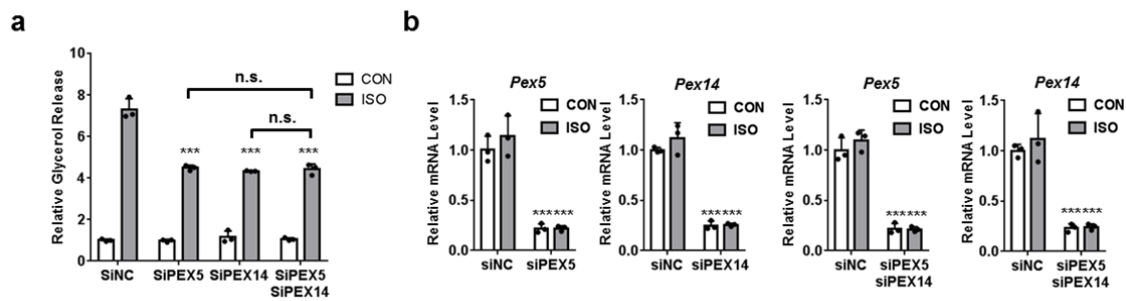 a
10
8
6
4
2
0
Relative Glycerol Release
n.s.
n.s.
CON
ISO
***
***
***
SiNC
SiPEX5
SiPEX14
SiPEX5
SiPEX14
b
Pex5
1.5
1.0
0.5
0.0
Relative mRNA Level
CON
ISO
******
siNC
siPEX5
Pex14
1.5
1.0
0.5
0.0
Relative mRNA Level
CON
ISO
******
siNC
siPEX14
Pex5
1.5
1.0
0.5
0.0
Relative mRNA Level
CON
ISO
******
siNC
siPEX5
siPEX14
Pex14
1.5
1.0
0.5
0.0
Relative mRNA Level
CON
ISO
******
siNC
siPEX5
siPEX14